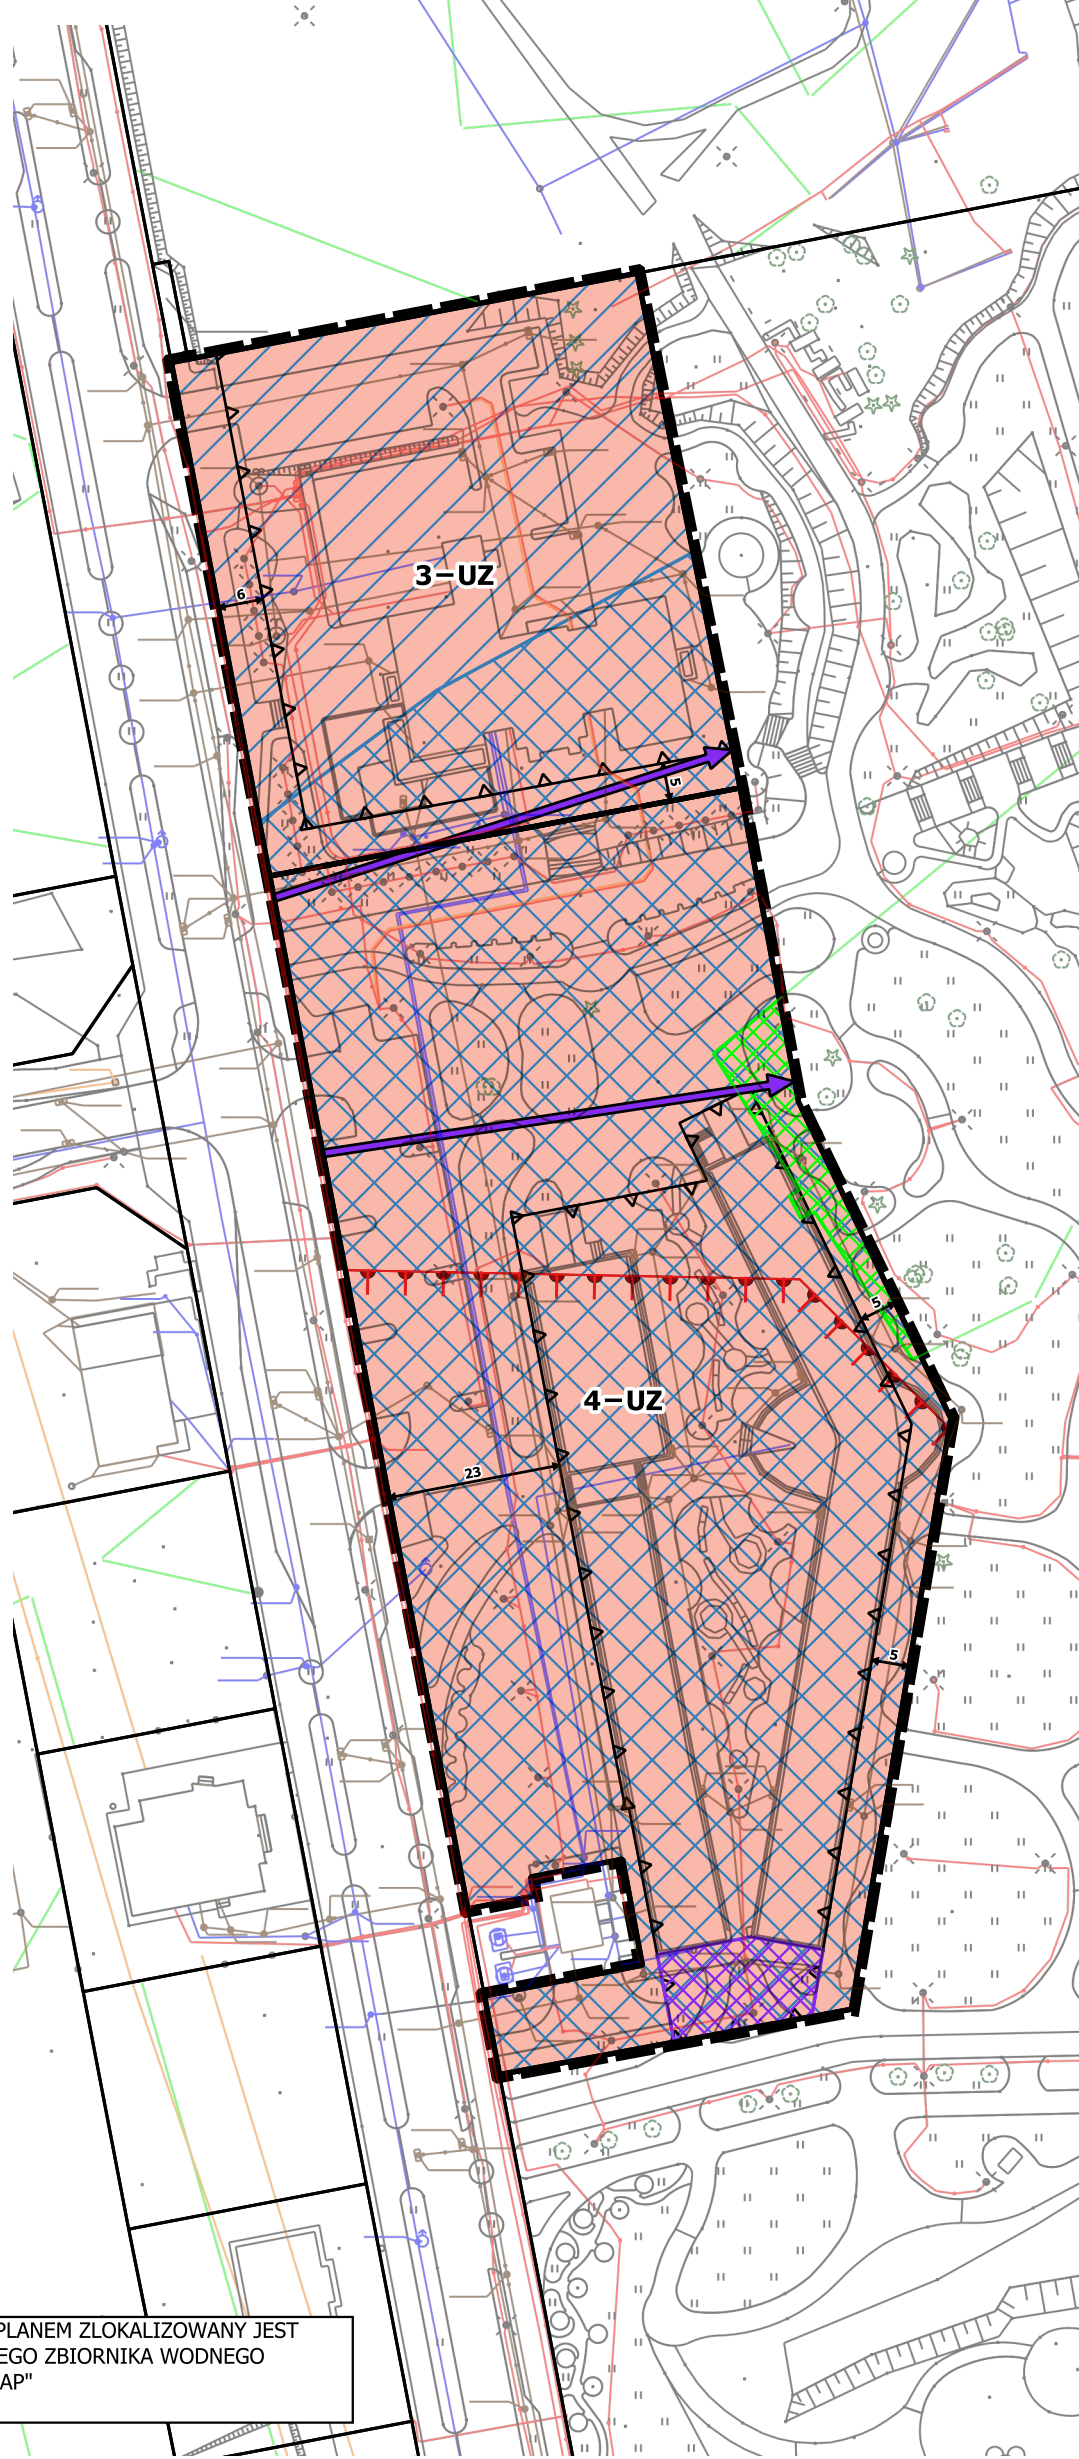 3-UZ
6
5
5
4-UZ
23
5
PLANEM ZLOKALIZOWANY JEST
EGO ZBIORNIKA WODNEGO
AP"